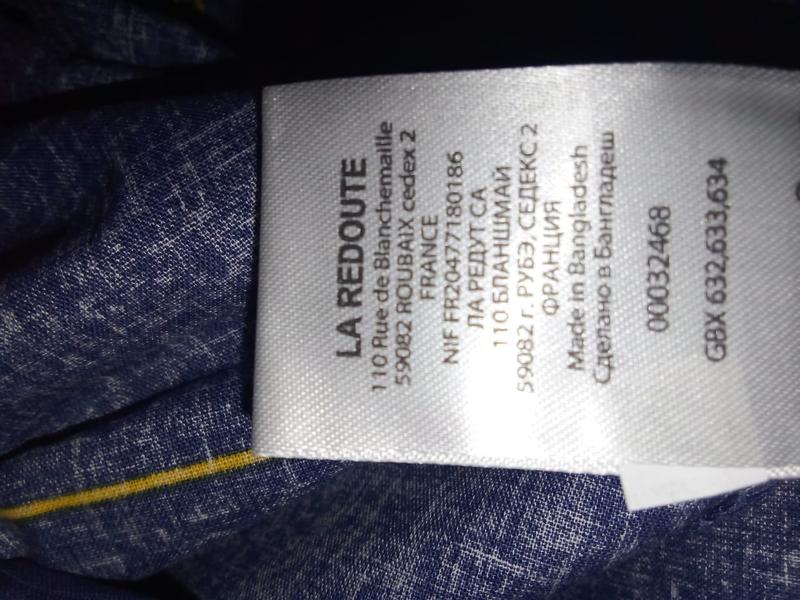 LA REDOUTE
110 Rue de Blanchemaille
59082 ROUBAIX cedex 2
FRANCE
NIF FR20477180186
ЛА РЕДУТ СА
110 БЛАНШМАЙ
59082 г. РУБЭ, СЕДЕКС 2
ФРАНЦИЯ
Made in Bangladesh
Сделано в Бангладеш
00032468
GBX 632,633,634